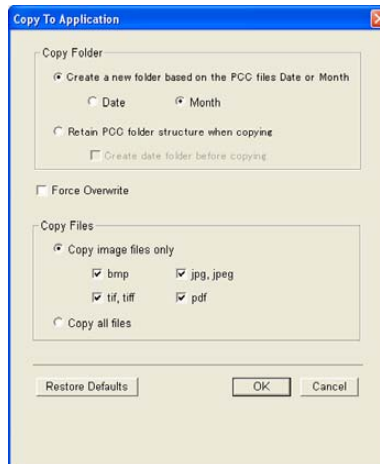 Copy To Application
Copy Folder
Create a new folder based on the PCC files Date or Month
Date Month
Retain PCC folder structure when copying
Create date folder before copying
Force Overwrite
Copy Files
Copy image files only
bmp jpg, jpeg
tif, tiff pdf
Copy all files
Restore Defaults OK Cancel